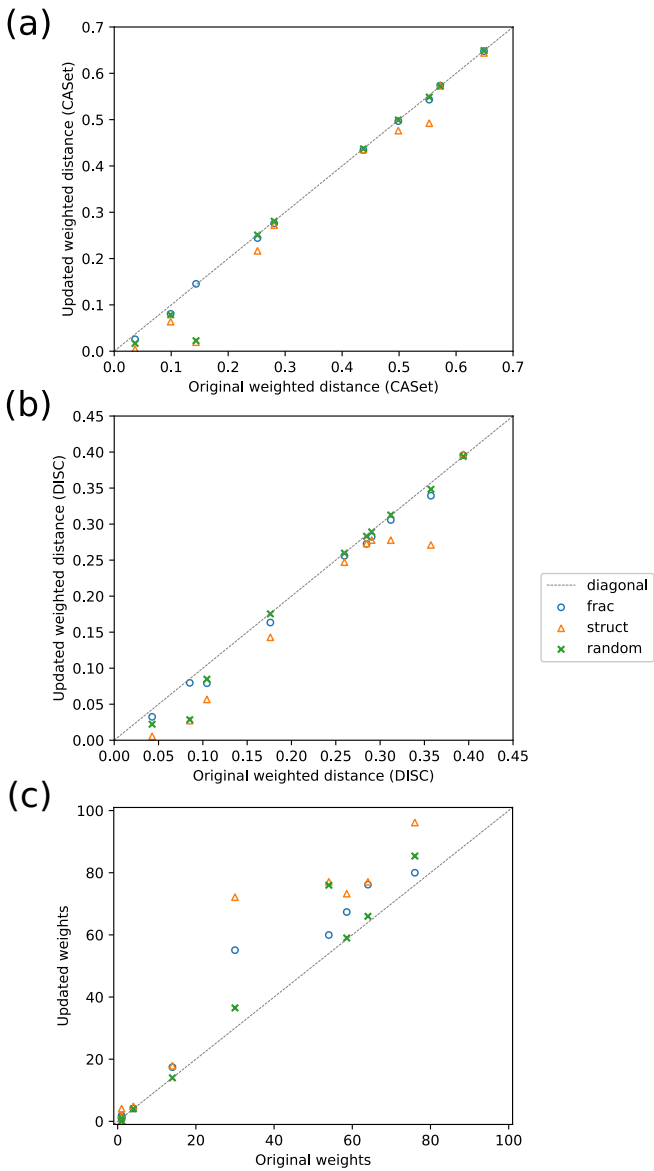 (a)
0.7
0.6
0.5
0.4
0.3
0.2
0.1
0.0
Updated weighted distance (CASet)
0.0 0.1 0.2 0.3 0.4 0.5 0.6 0.7
Original weighted distance (CASet)
(b)
0.45
0.40
0.35
0.30
0.25
0.20
0.15
0.10
0.05
0.00
Updated weighted distance (DISC)
0.00 0.05 0.10 0.15 0.20 0.25 0.30 0.35 0.40 0.45
Original weighted distance (DISC)
diagonal
frac
struct
random
(c)
100
80
60
40
20
0
Updated weights
0 20 40 60 80 100
Original weights